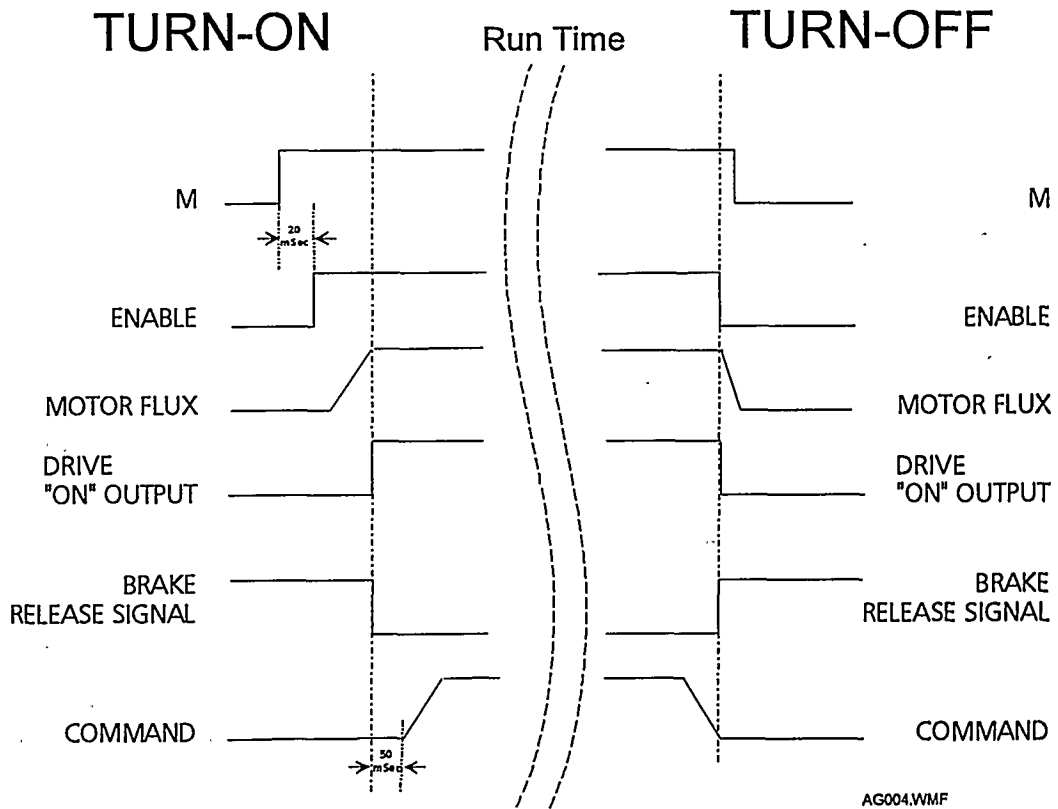 TURN-ON
Run Time
TURN-OFF
M
M
20
mSec
ENABLE
ENABLE
MOTOR FLUX
MOTOR FLUX
DRIVE
"ON" OUTPUT
DRIVE
"ON" OUTPUT
BRAKE
RELEASE SIGNAL
BRAKE
RELEASE SIGNAL
COMMAND
COMMAND
50
mSec
AG004.WMF